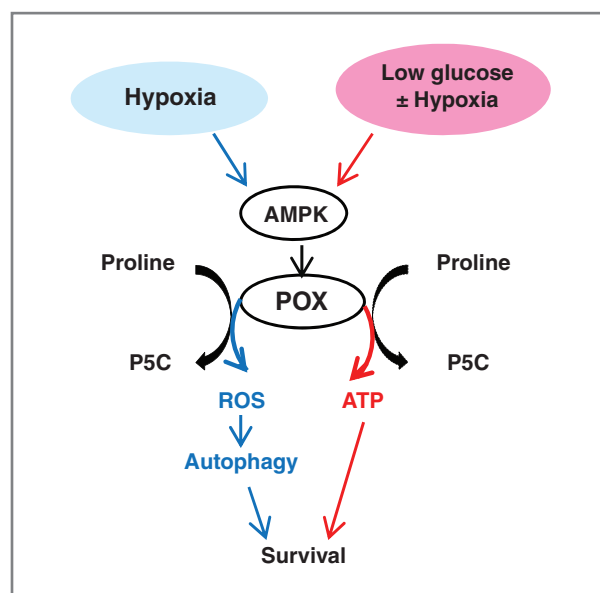 Hypoxia
Low glucose
± Hypoxia
AMPK
Proline
Proline
POX
P5C
P5C
ROS
ATP
Autophagy
Survival